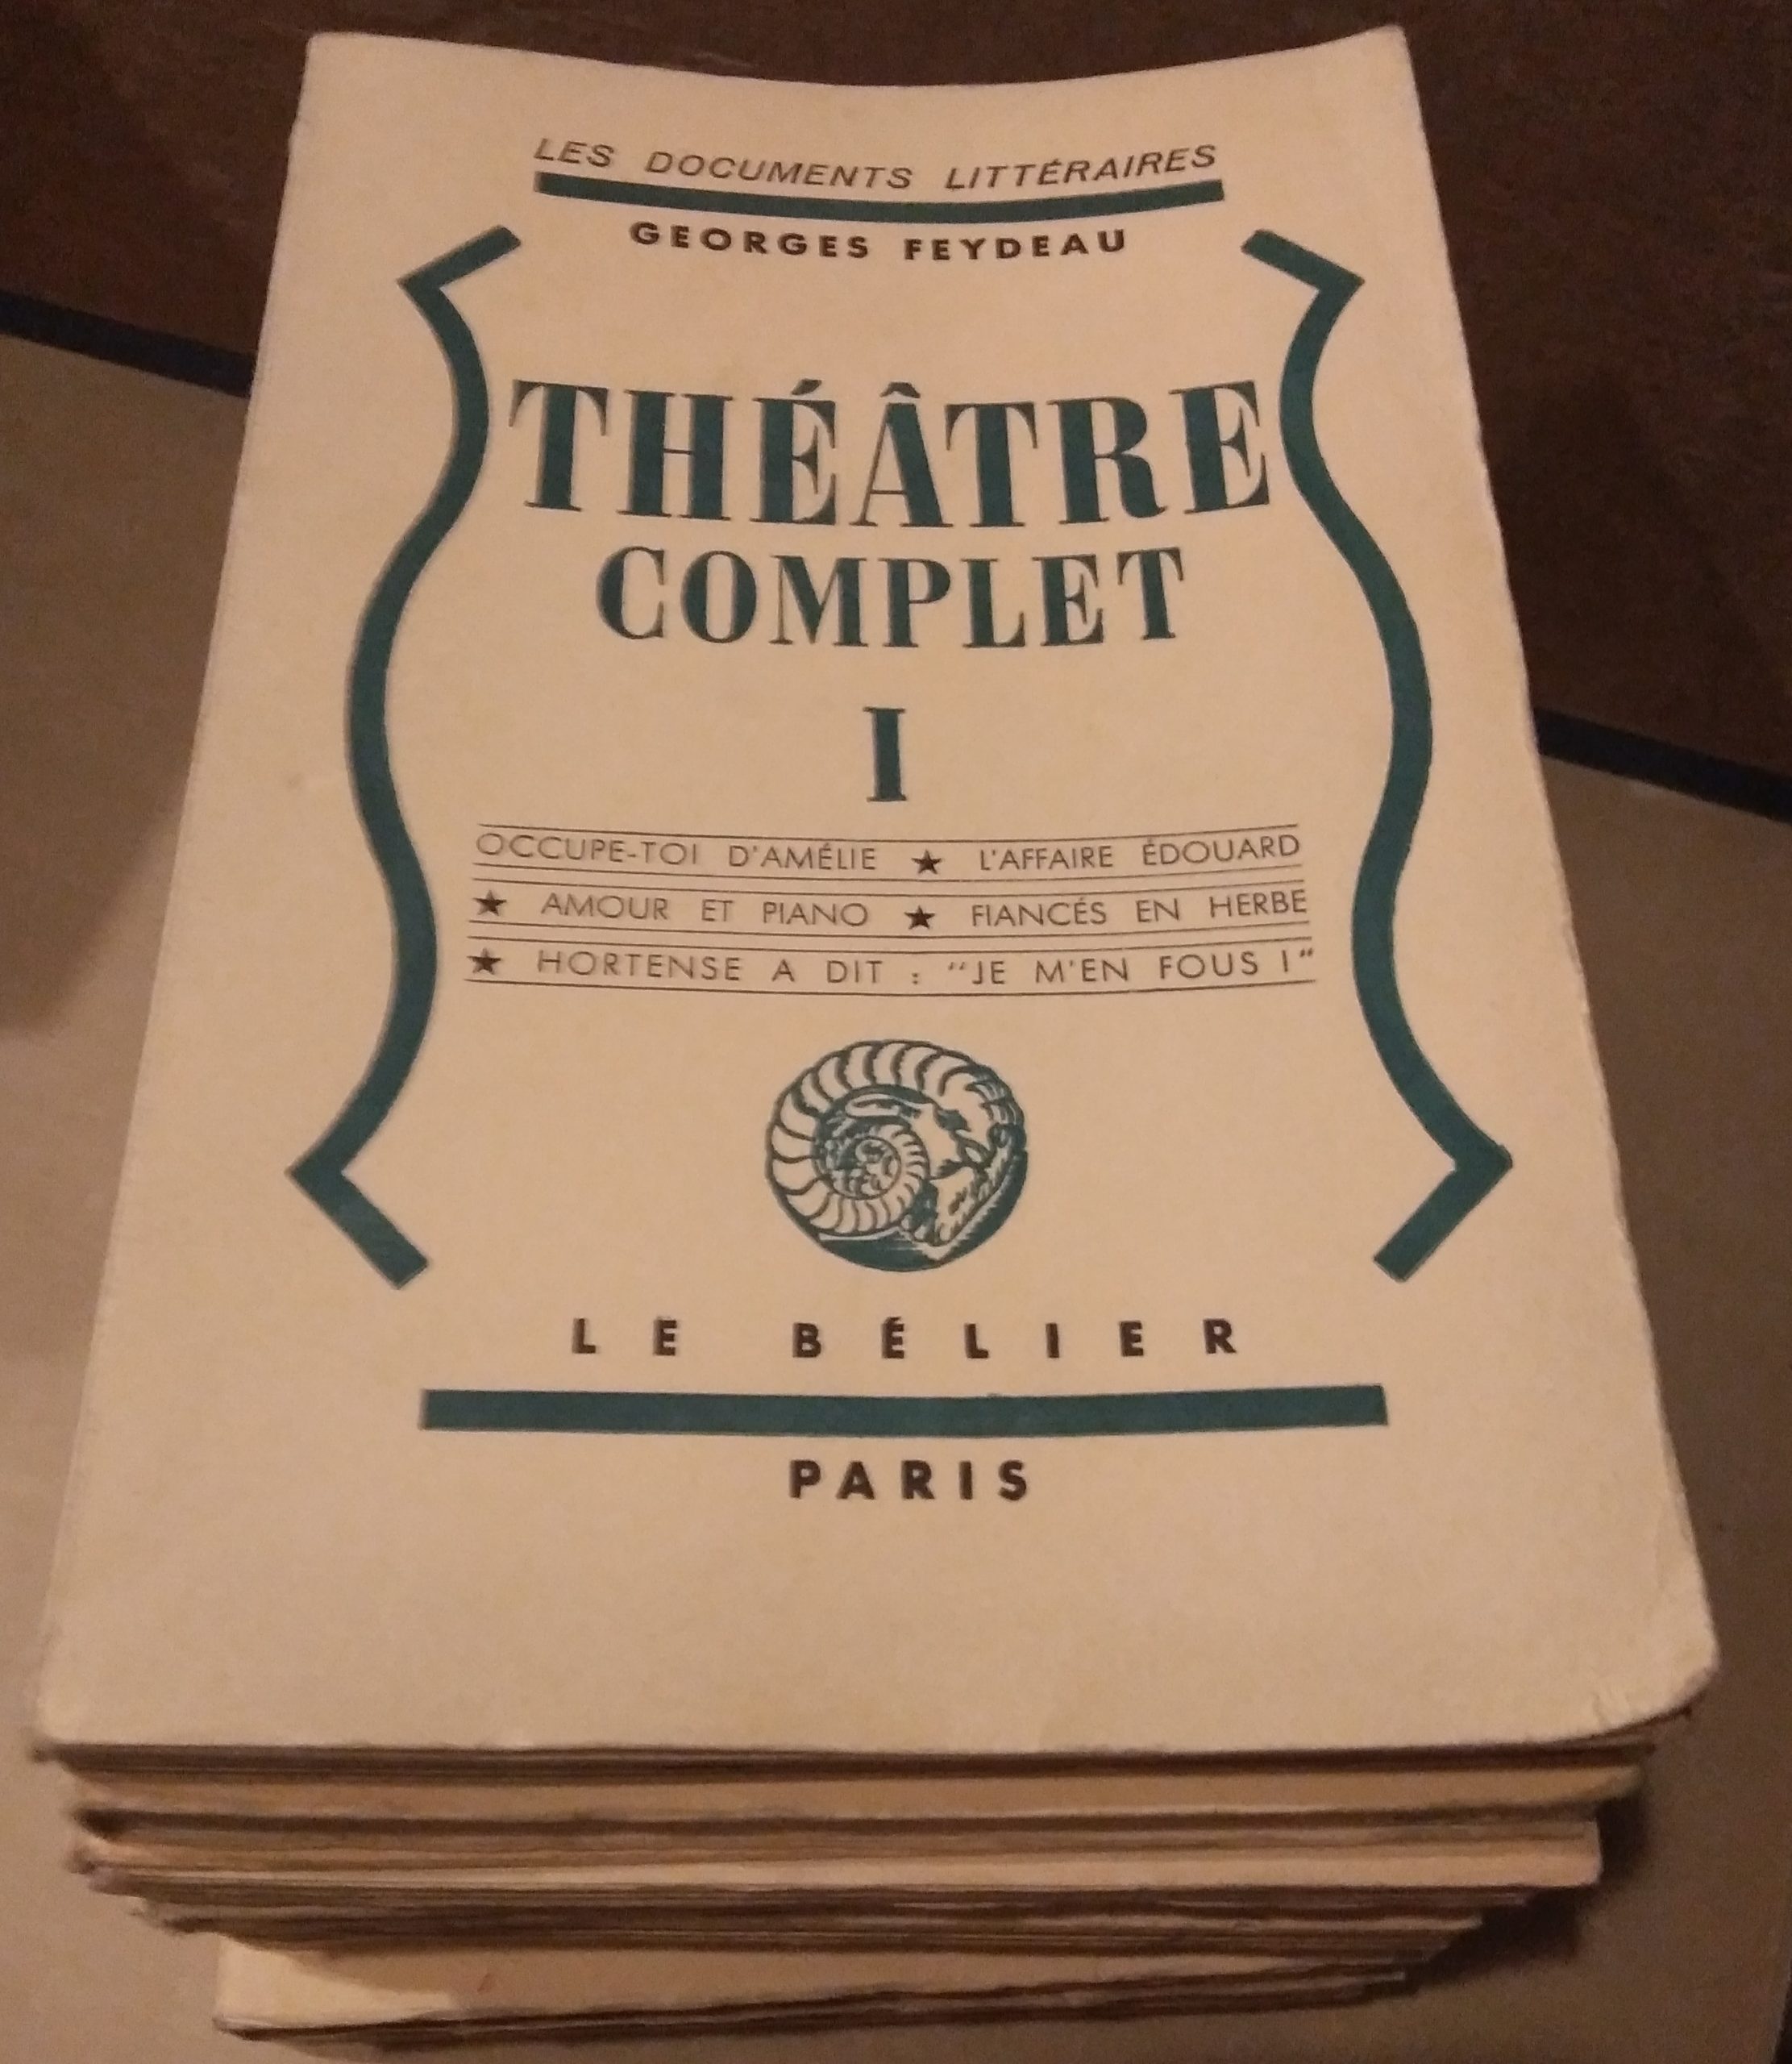 LES DOCUMENTS LITTÉRAIRES
GEORGES FEYDEAU
THÉÂTRE
COMPLET
I
OCCUPE-TOI D'AMÉLIE ★ L'AFFAIRE ÉDOUARD
★ AMOUR ET PIANO ★ FIANCÉS EN HERBE
★ HORTENSE A DIT : "JE M'EN FOUS !"
LE BÉLIER
PARIS